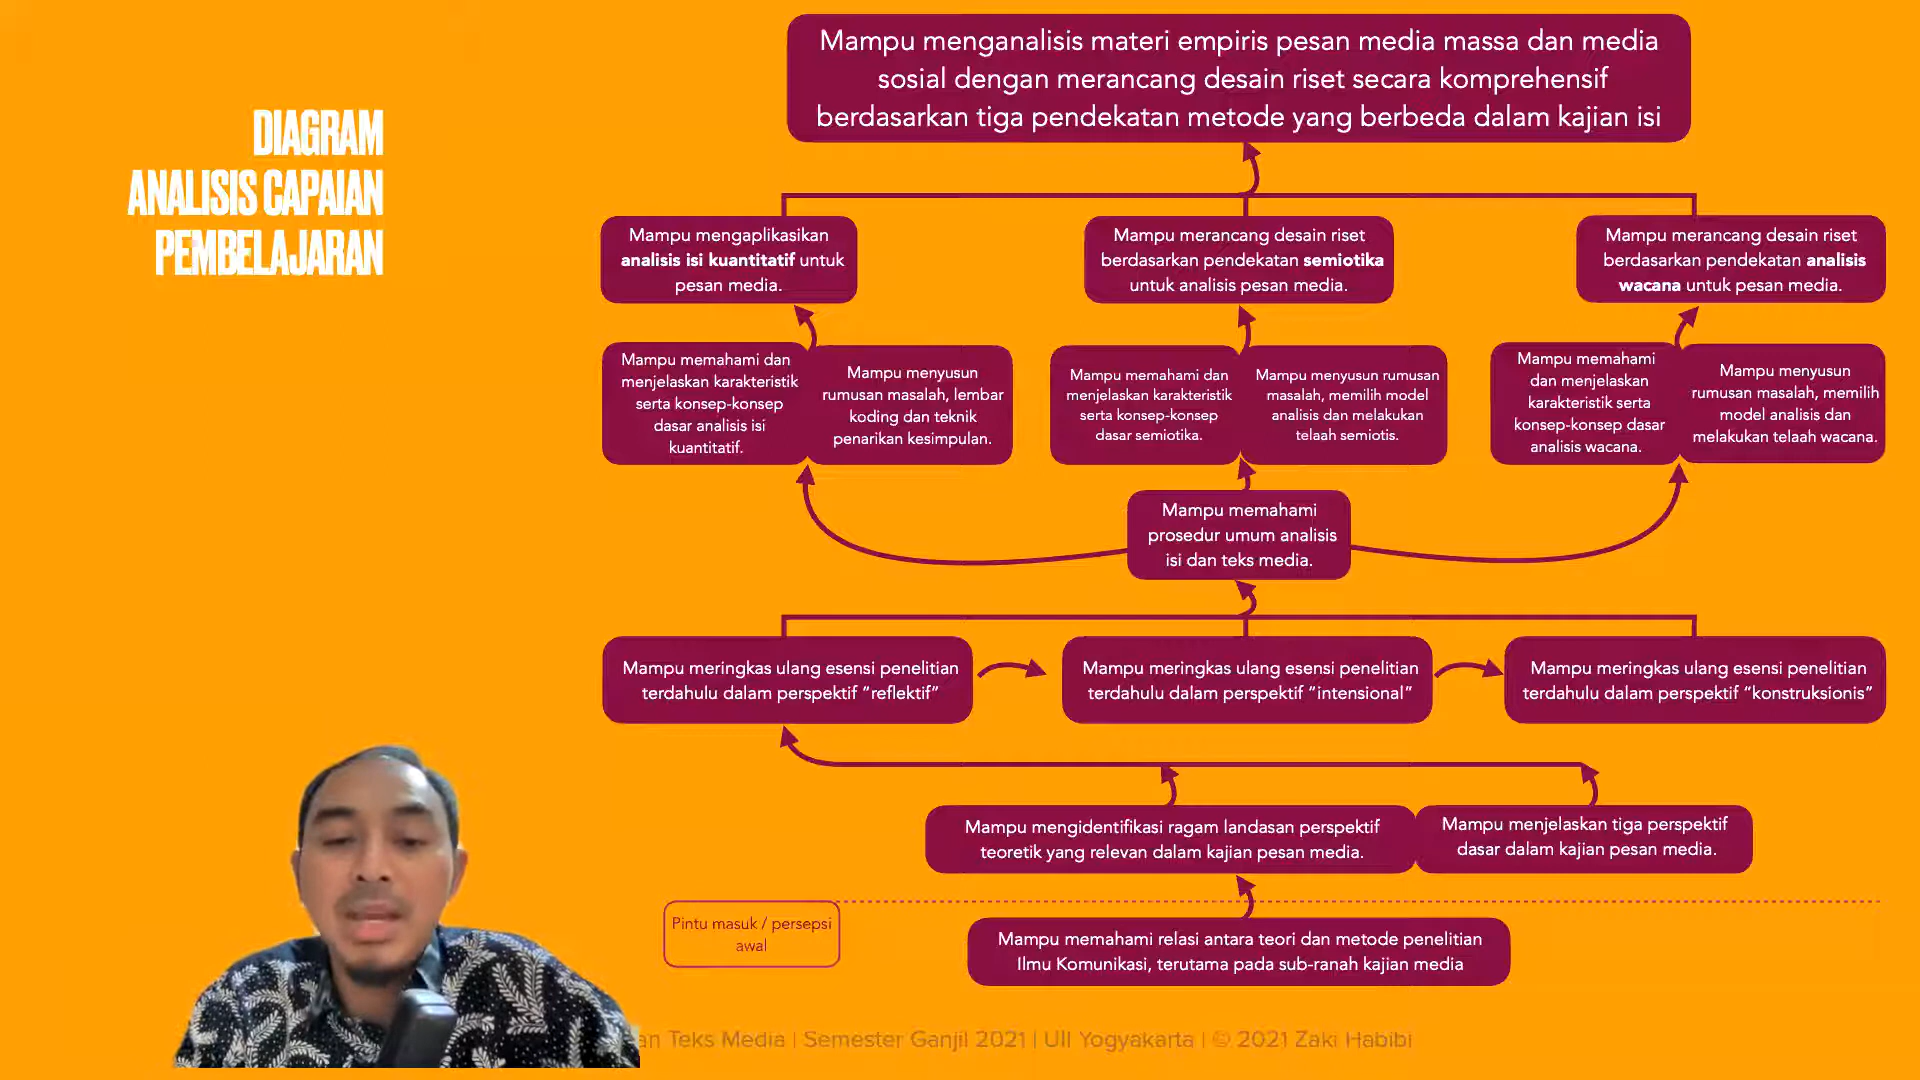 DIAGRAM
ANALISIS CAPAIAN
PEMBELAJARAN
Mampu menganalisis materi empiris pesan media massa dan media
sosial dengan merancang desain riset secara komprehensif
berdasarkan tiga pendekatan metode yang berbeda dalam kajian isi
Mampu mengaplikasikan
analisis isi kuantitatif untuk
pesan media.
Mampu merancang desain riset
berdasarkan pendekatan semiotika
untuk analisis pesan media.
Mampu merancang desain riset
berdasarkan pendekatan analisis
wacana untuk pesan media.
Mampu memahami dan
menjelaskan karakteristik
serta konsep-konsep
dasar analisis isi
kuantitatif.
Mampu menyusun
rumusan masalah, lembar
koding dan teknik
penarikan kesimpulan.
Mampu memahami dan
menjelaskan karakteristik
serta konsep-konsep
dasar semiotika.
Mampu menyusun rumusan
masalah, memilih model
analisis dan melakukan
telaah semiotis.
Mampu memahami
dan menjelaskan
karakteristik serta
konsep-konsep dasar
analisis wacana.
Mampu menyusun
rumusan masalah, memilih
model analisis dan
melakukan telaah wacana.
Mampu memahami
prosedur umum analisis
isi dan teks media.
Mampu meringkas ulang esensi penelitian
terdahulu dalam perspektif “reflektif”
Mampu meringkas ulang esensi penelitian
terdahulu dalam perspektif “intensional”
Mampu meringkas ulang esensi penelitian
terdahulu dalam perspektif “konstruksionis”
Mampu mengidentifikasi ragam landasan perspektif
teoretik yang relevan dalam kajian pesan media.
Mampu menjelaskan tiga perspektif
dasar dalam kajian pesan media.
Pintu masuk / persepsi
awal
Mampu memahami relasi antara teori dan metode penelitian
Ilmu Komunikasi, terutama pada sub-ranah kajian media
an Teks Media | Semester Ganjil 2021 | UII Yogyakarta | © 2021 Zaki Habibi